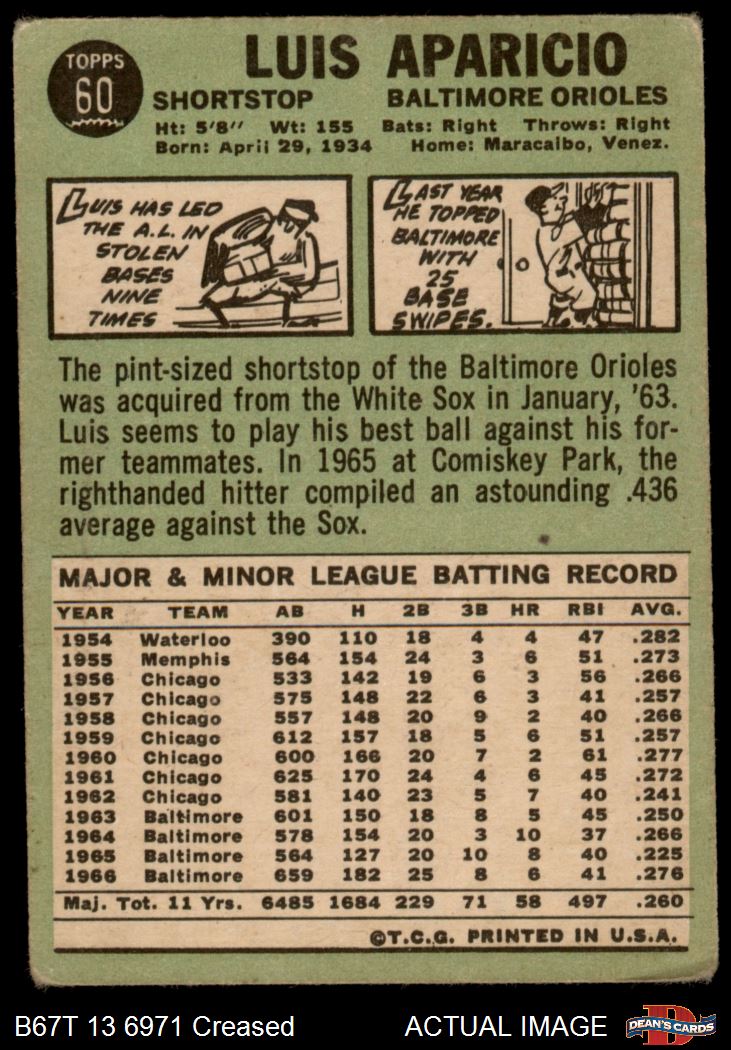 TOPPS
60
LUIS APARICIO
SHORTSTOP BALTIMORE ORIOLES
Ht: 5'8" Wt: 155 Bats: Right Throws: Right
Born: April 29, 1934 Home: Maracaibo, Venez.
LUIS HAS LED
THE A.L. IN
STOLEN
BASES
NINE
TIMES
LAST YEAR
HE TOPPED
BALTIMORE
WITH
25
BASE
SWIPES.
The pint-sized shortstop of the Baltimore Orioles
was acquired from the White Sox in January, '63.
Luis seems to play his best ball against his for-
mer teammates. In 1965 at Comiskey Park, the
righthanded hitter compiled an astounding .436
average against the Sox.
MAJOR & MINOR LEAGUE BATTING RECORD
YEAR TEAM AB H 2B 3B HR RBI AVG.
1954 Waterloo 390 110 18 4 4 47 .282
1955 Memphis 564 154 24 3 6 51 .273
1956 Chicago 533 142 19 6 3 56 .266
1957 Chicago 575 148 22 6 3 41 .257
1958 Chicago 557 148 20 9 2 40 .266
1959 Chicago 612 157 18 5 6 51 .257
1960 Chicago 600 166 20 7 2 61 .277
1961 Chicago 625 170 24 4 6 45 .272
1962 Chicago 581 140 23 5 7 40 .241
1963 Baltimore 601 150 18 8 5 45 .250
1964 Baltimore 578 154 20 3 10 37 .266
1965 Baltimore 564 127 20 10 8 40 .225
1966 Baltimore 659 182 25 8 6 41 .276
Maj. Tot. 11 Yrs. 6485 1684 229 71 58 497 .260
©T.C.G. PRINTED IN U.S.A.
B67T 13 6971 Creased ACTUAL IMAGE
DEAN'S CARDS